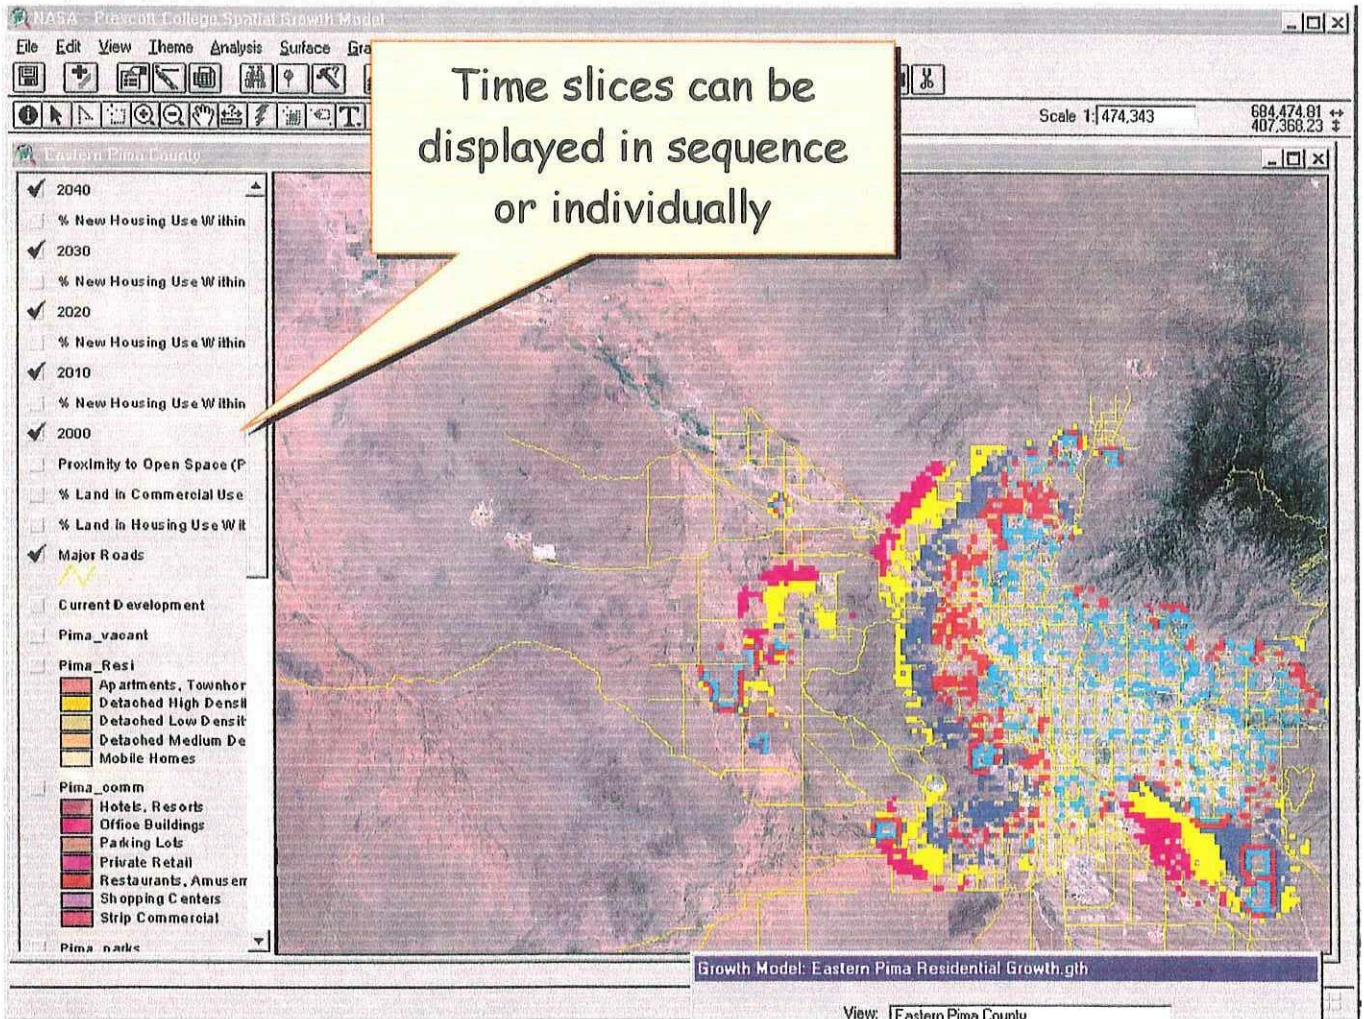 NASA - Prescott College Spatial Growth Model
File Edit View Theme Analysis Surface Gra
Time slices can be
displayed in sequence
or individually
Scale 1: 474,343
684,474.81
407,368.23
Eastern Pima County
2040
% New Housing Use Within
2030
% New Housing Use Within
2020
% New Housing Use Within
2010
% New Housing Use Within
2000
Proximity to Open Space (P
% Land in Commercial Use
% Land in Housing Use Wit
Major Roads
Current Development
Pima_vacant
Pima_Resi
Apartments, Townhor
Detached High Densit
Detached Low Densit
Detached Medium De
Mobile Homes
Pima_comm
Hotels, Resorts
Office Buildings
Parking Lots
Private Retail
Restaurants, Amusem
Shopping Centers
Strip Commercial
Pima_parks
Growth Model: Eastern Pima Residential Growth.gth
View: Eastern Pima County